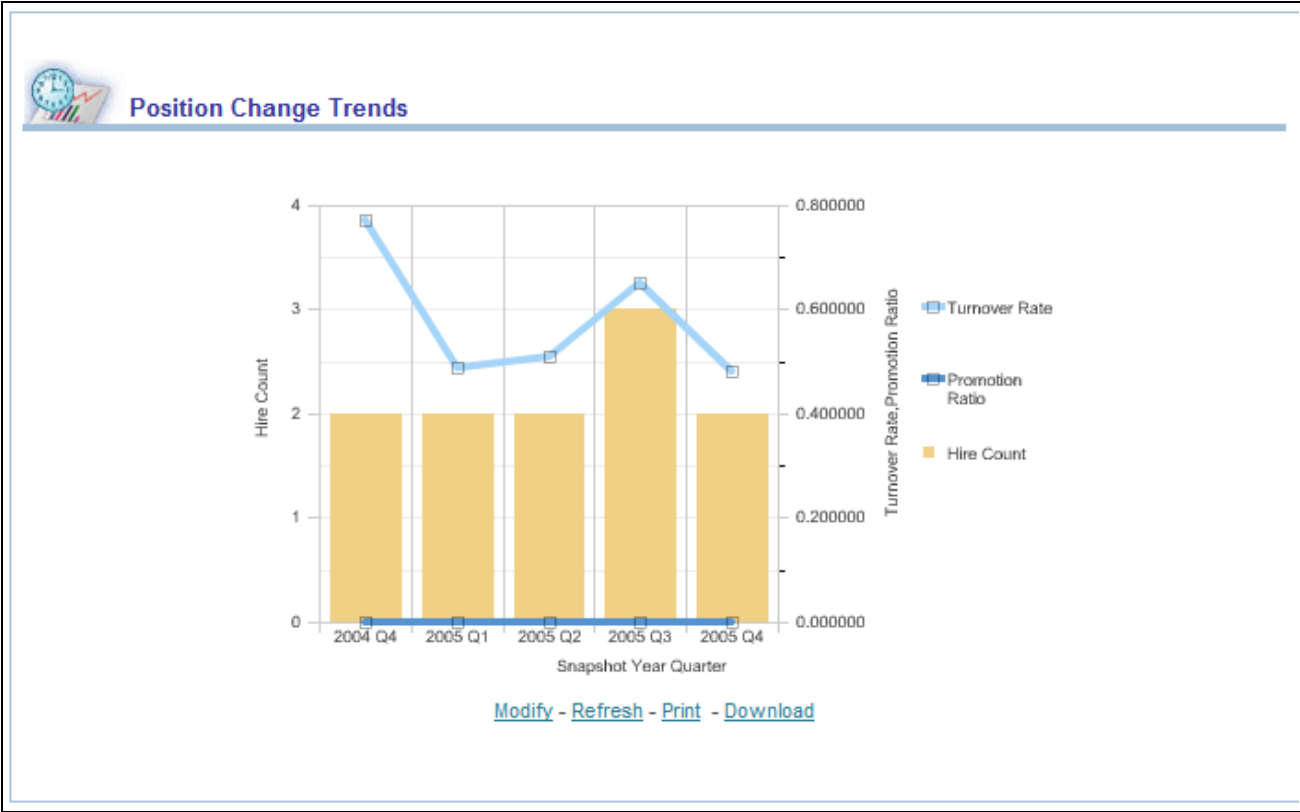 Position Change Trends
4
3
2
1
0
Hire Count
0.800000
0.600000
0.400000
0.200000
0.000000
Turnover Rate,Promotion Ratio
2004 Q4
2005 Q1
2005 Q2
2005 Q3
2005 Q4
Snapshot Year Quarter
Turnover Rate
Promotion
Ratio
Hire Count
Modify - Refresh - Print - Download